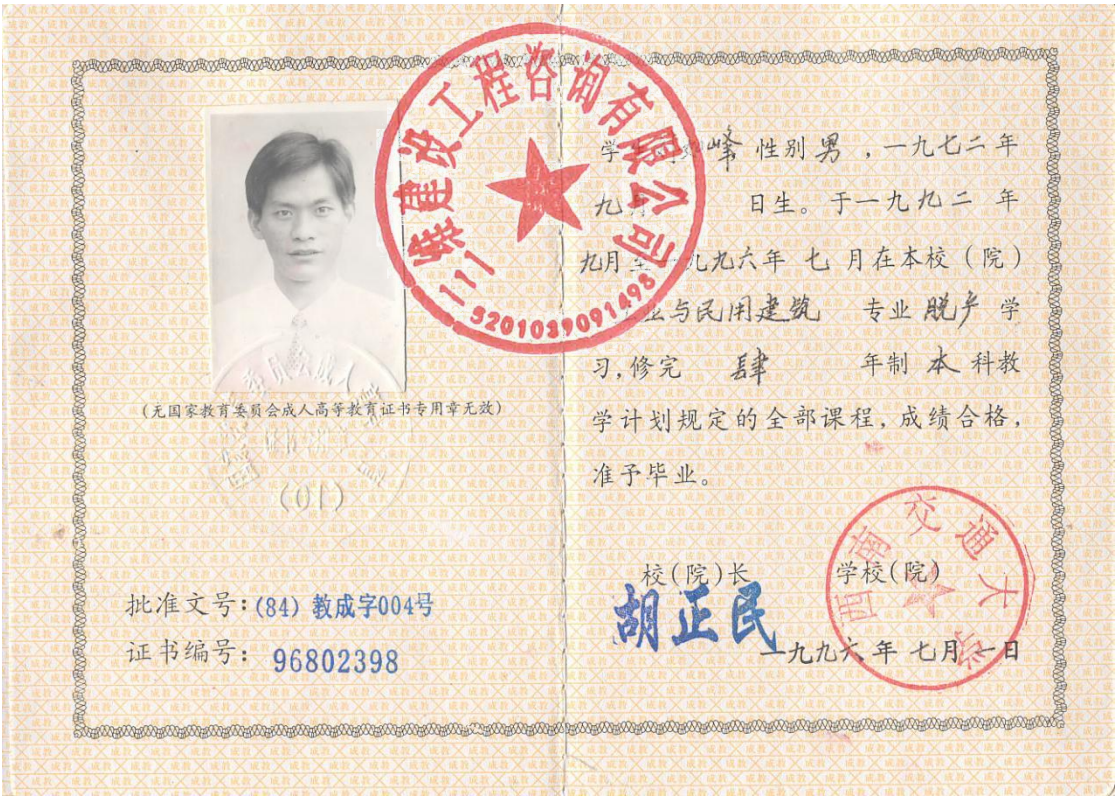 (无国家教育委员会成人高等教育证书专用章无效)
(01)
批准文号:(84)教成字004号
证书编号: 96802398
建设工程咨询有限公司
5201039091498
学 峰 性别 男 ,一九七二年
九 日生。于一九九二 年
九月至一九九六年 七 月在本校(院)
业与民用建筑 专业 脱产 学
习,修完 肆 年制 本 科教
学计划规定的全部课程,成绩合格,
准予毕业。
校(院)长 学校(院)
胡正民
西南交通大学
一九九六年 七月一日